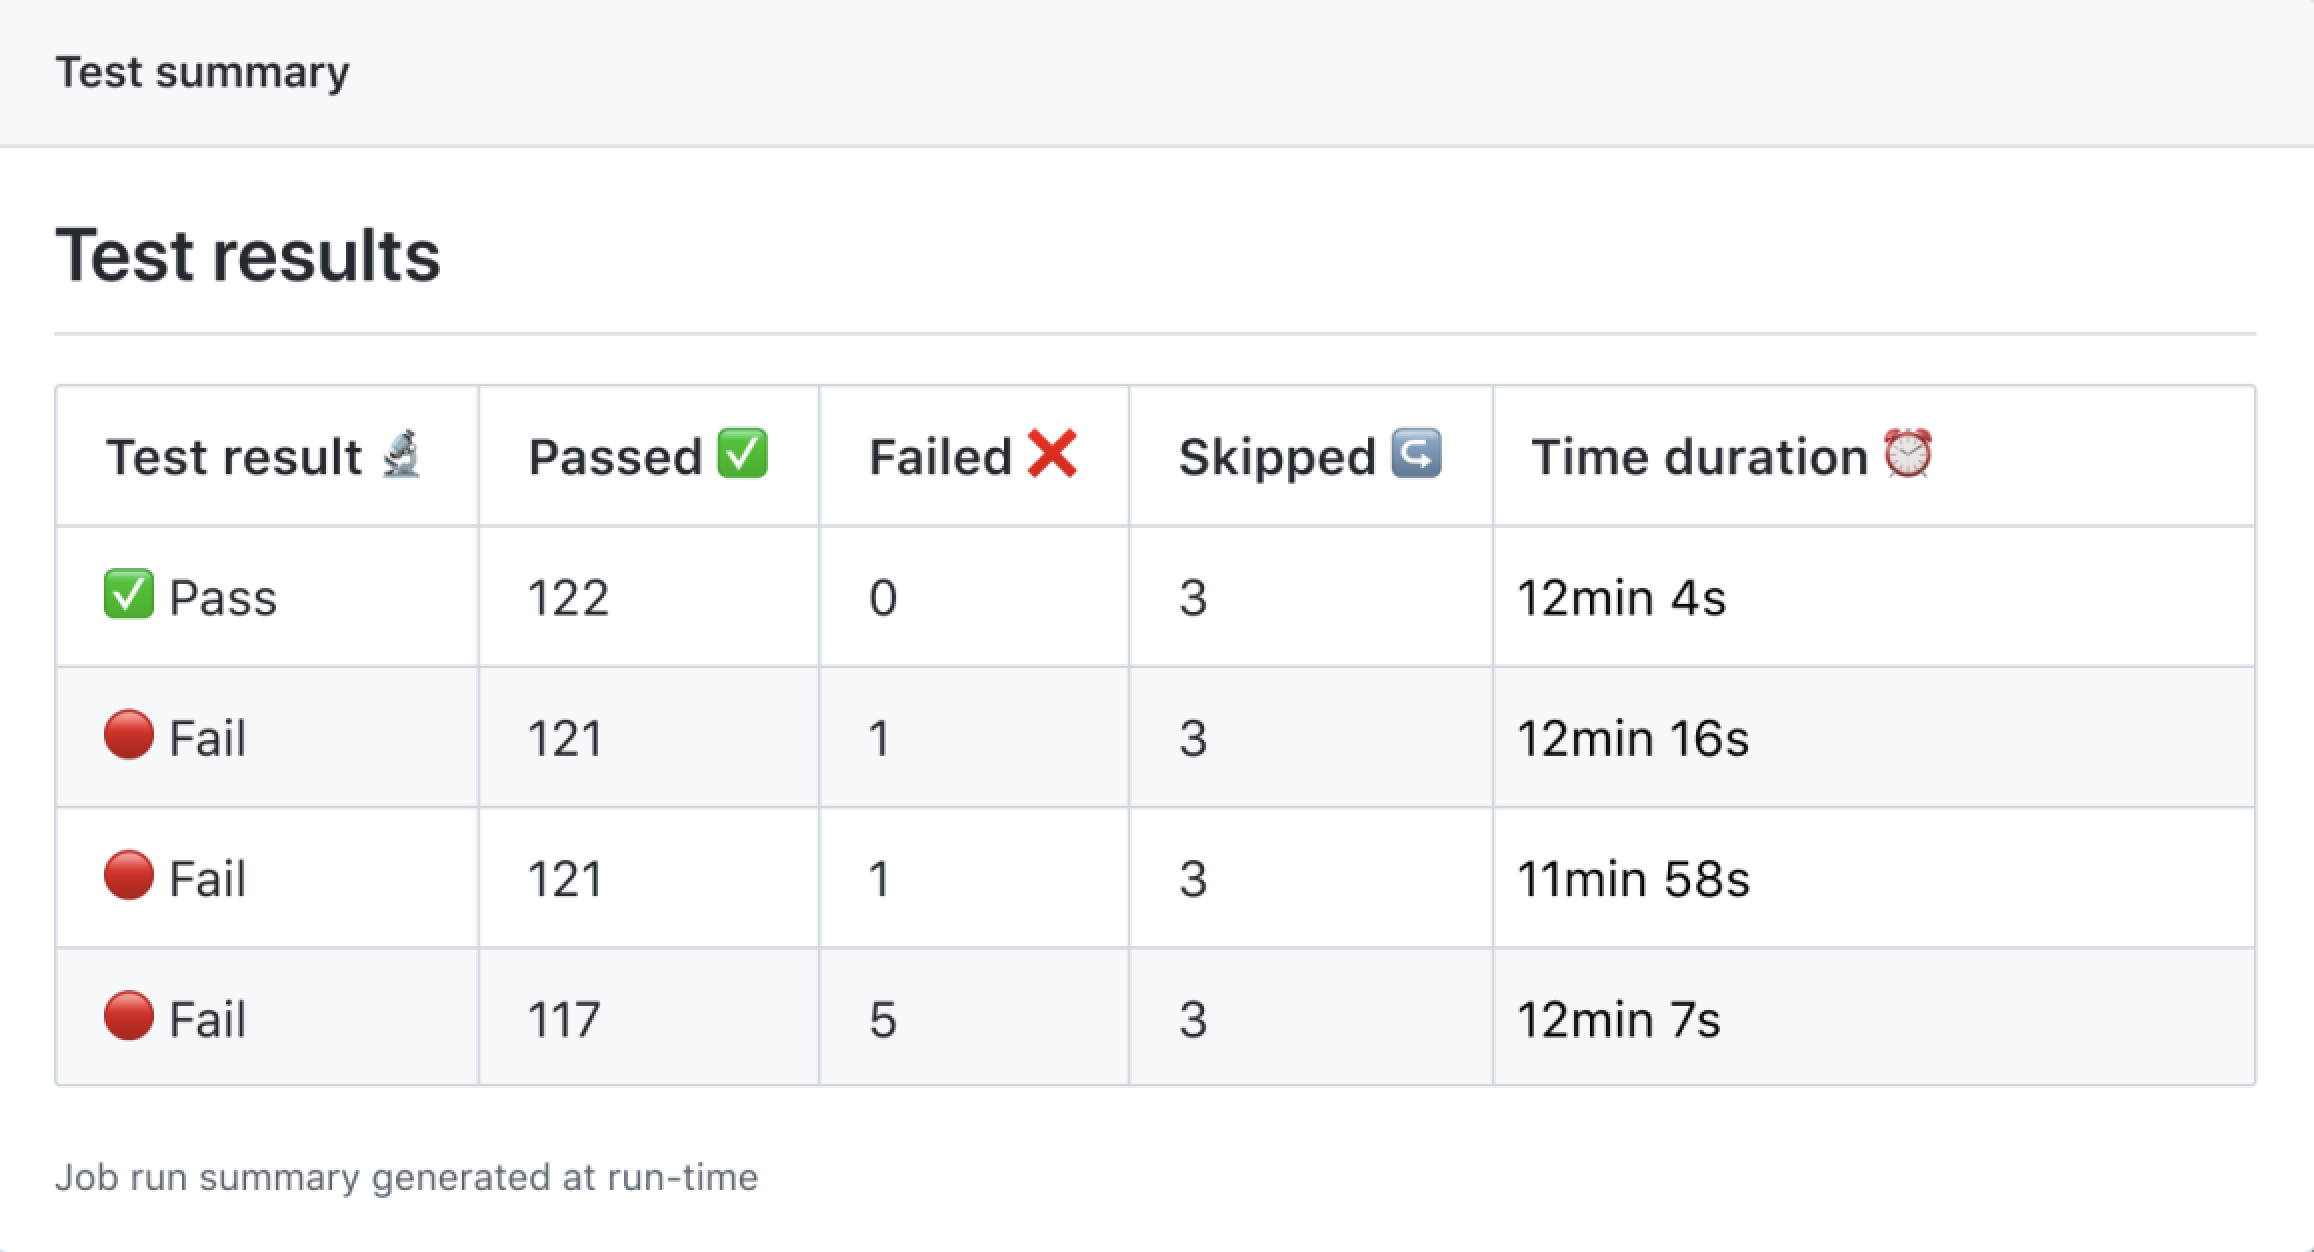 Test summary
Test results
Test result 🔬 Passed ✅ Failed ❌ Skipped ↪️ Time duration ⏰
✅ Pass 122 0 3 12min 4s
🔴 Fail 121 1 3 12min 16s
🔴 Fail 121 1 3 11min 58s
🔴 Fail 117 5 3 12min 7s
Job run summary generated at run-time